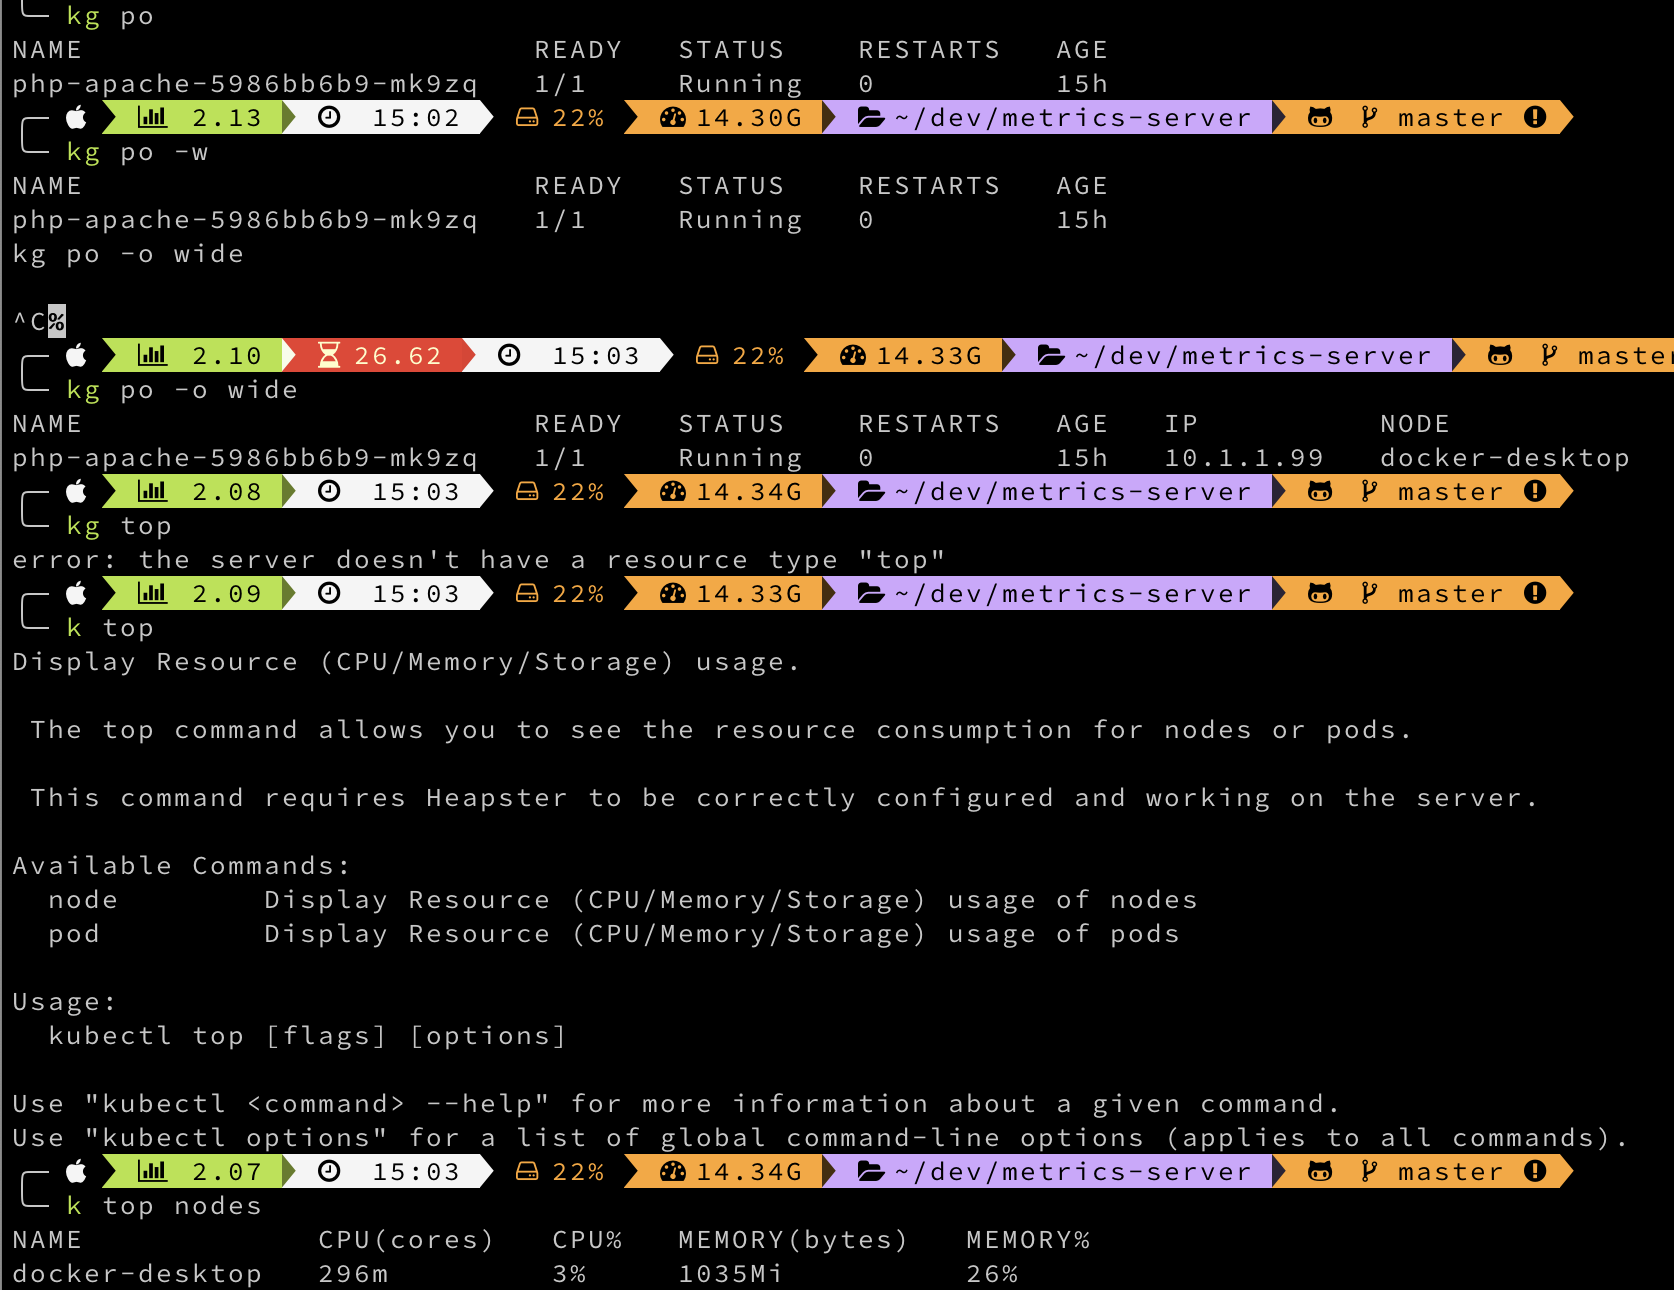 kg po
NAME                         READY   STATUS    RESTARTS   AGE
php-apache-5986bb6b9-mk9zq   1/1     Running   0          15h
2.13 15:02 22% 14.30G ~/dev/metrics-server master
kg po -w
NAME                         READY   STATUS    RESTARTS   AGE
php-apache-5986bb6b9-mk9zq   1/1     Running   0          15h
kg po -o wide
^C%
2.10 26.62 15:03 22% 14.33G ~/dev/metrics-server master
kg po -o wide
NAME                         READY   STATUS    RESTARTS   AGE   IP          NODE
php-apache-5986bb6b9-mk9zq   1/1     Running   0          15h   10.1.1.99   docker-desktop
2.08 15:03 22% 14.34G ~/dev/metrics-server master
kg top
error: the server doesn't have a resource type "top"
2.09 15:03 22% 14.33G ~/dev/metrics-server master
k top
Display Resource (CPU/Memory/Storage) usage.
The top command allows you to see the resource consumption for nodes or pods.
This command requires Heapster to be correctly configured and working on the server.
Available Commands:
node        Display Resource (CPU/Memory/Storage) usage of nodes
pod         Display Resource (CPU/Memory/Storage) usage of pods
Usage:
kubectl top [flags] [options]
Use "kubectl <command> --help" for more information about a given command.
Use "kubectl options" for a list of global command-line options (applies to all commands).
2.07 15:03 22% 14.34G ~/dev/metrics-server master
k top nodes
NAME             CPU(cores)   CPU%   MEMORY(bytes)   MEMORY%
docker-desktop   296m         3%     1035Mi          26%